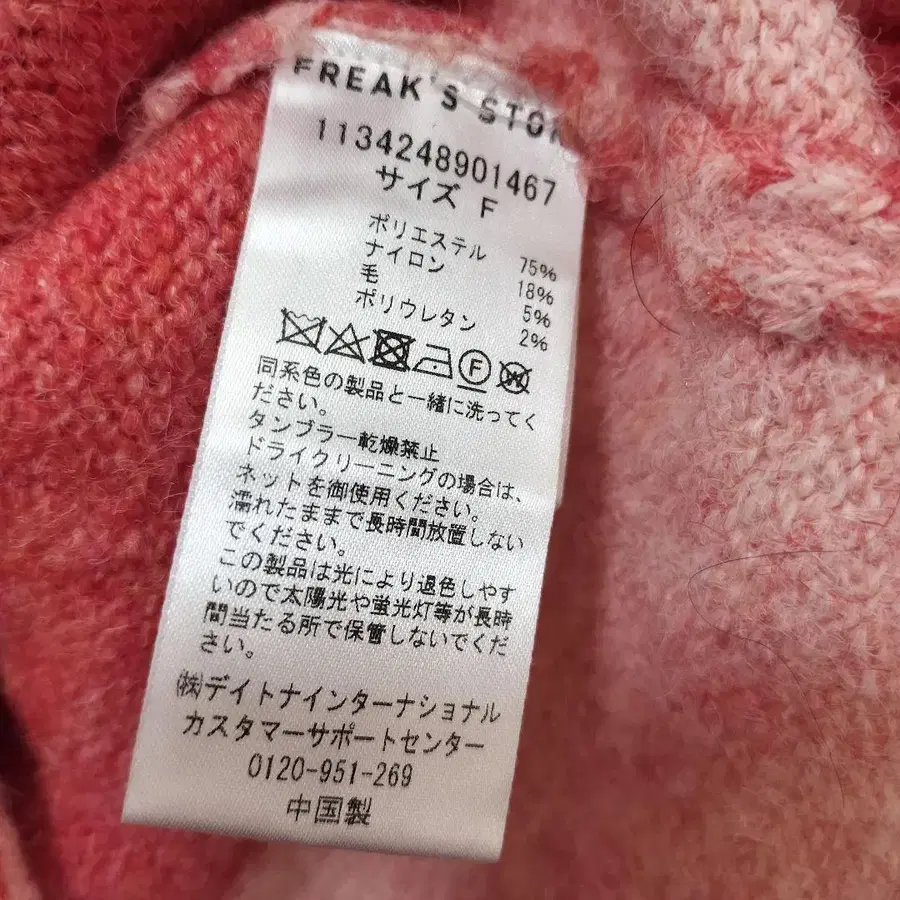 FREAK'S STOR
1134248901467
サイズ F
ポリエステル 75%
ナイロン 18%
毛 5%
ポリウレタン 2%
F W
同系色の製品と一緒に洗ってく
ださい。
タンブラー乾燥禁止
ドライクリーニングの場合は、
ネットを御使用ください。
濡れたままで長時間放置しない
でください。
この製品は光により退色しやす
いので太陽光や蛍光灯等が長時
間当たる所で保管しないでくだ
さい。
㈱デイトナインターナショナル
カスタマーサポートセンター
0120-951-269
中国製